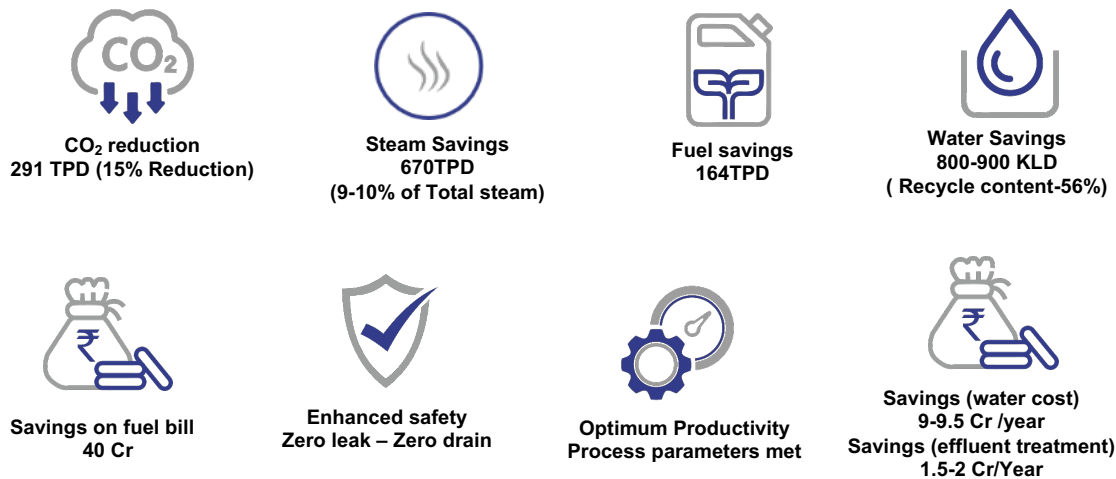 CO₂
CO₂ reduction
291 TPD (15% Reduction)
Steam Savings
670TPD
(9-10% of Total steam)
Fuel savings
164TPD
Water Savings
800-900 KLD
( Recycle content-56%)
₹
Savings on fuel bill
40 Cr
Enhanced safety
Zero leak – Zero drain
Optimum Productivity
Process parameters met
₹
Savings (water cost)
9-9.5 Cr /year
Savings (effluent treatment)
1.5-2 Cr/Year